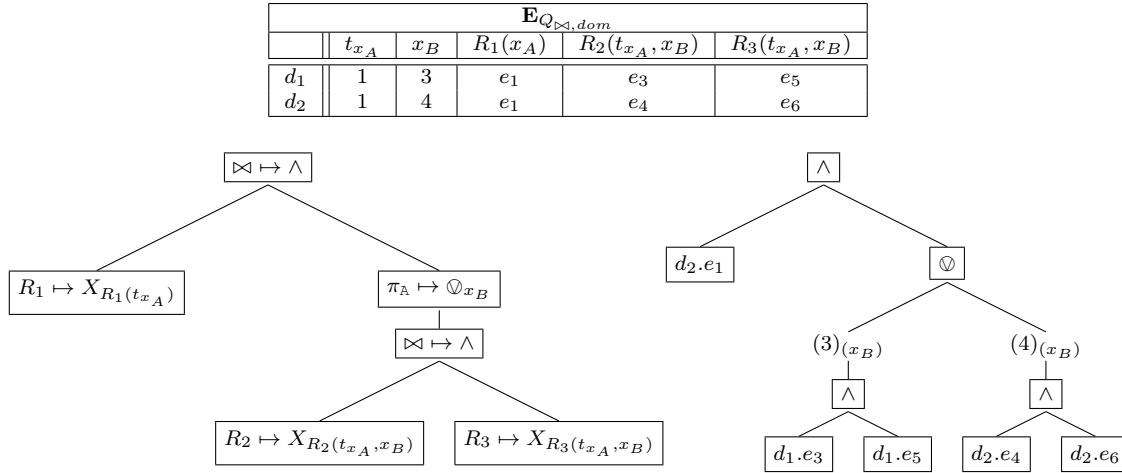 E_{Q_{⋈,dom}}
t_{x_A} x_B R_1(x_A) R_2(t_{x_A}, x_B) R_3(t_{x_A}, x_B)
d_1 1 3 e_1 e_3 e_5
d_2 1 4 e_1 e_4 e_6
⋈ ↦ ∧
∧
R_1 ↦ X_{R_1(t_{x_A})}
π_A ↦ ⊚_{x_B}
d_2.e_1
⊚
⋈ ↦ ∧
(3)_{(x_B)} (4)_{(x_B)}
∧ ∧
R_2 ↦ X_{R_2(t_{x_A},x_B)} R_3 ↦ X_{R_3(t_{x_A},x_B)}
d_1.e_3 d_1.e_5 d_2.e_4 d_2.e_6